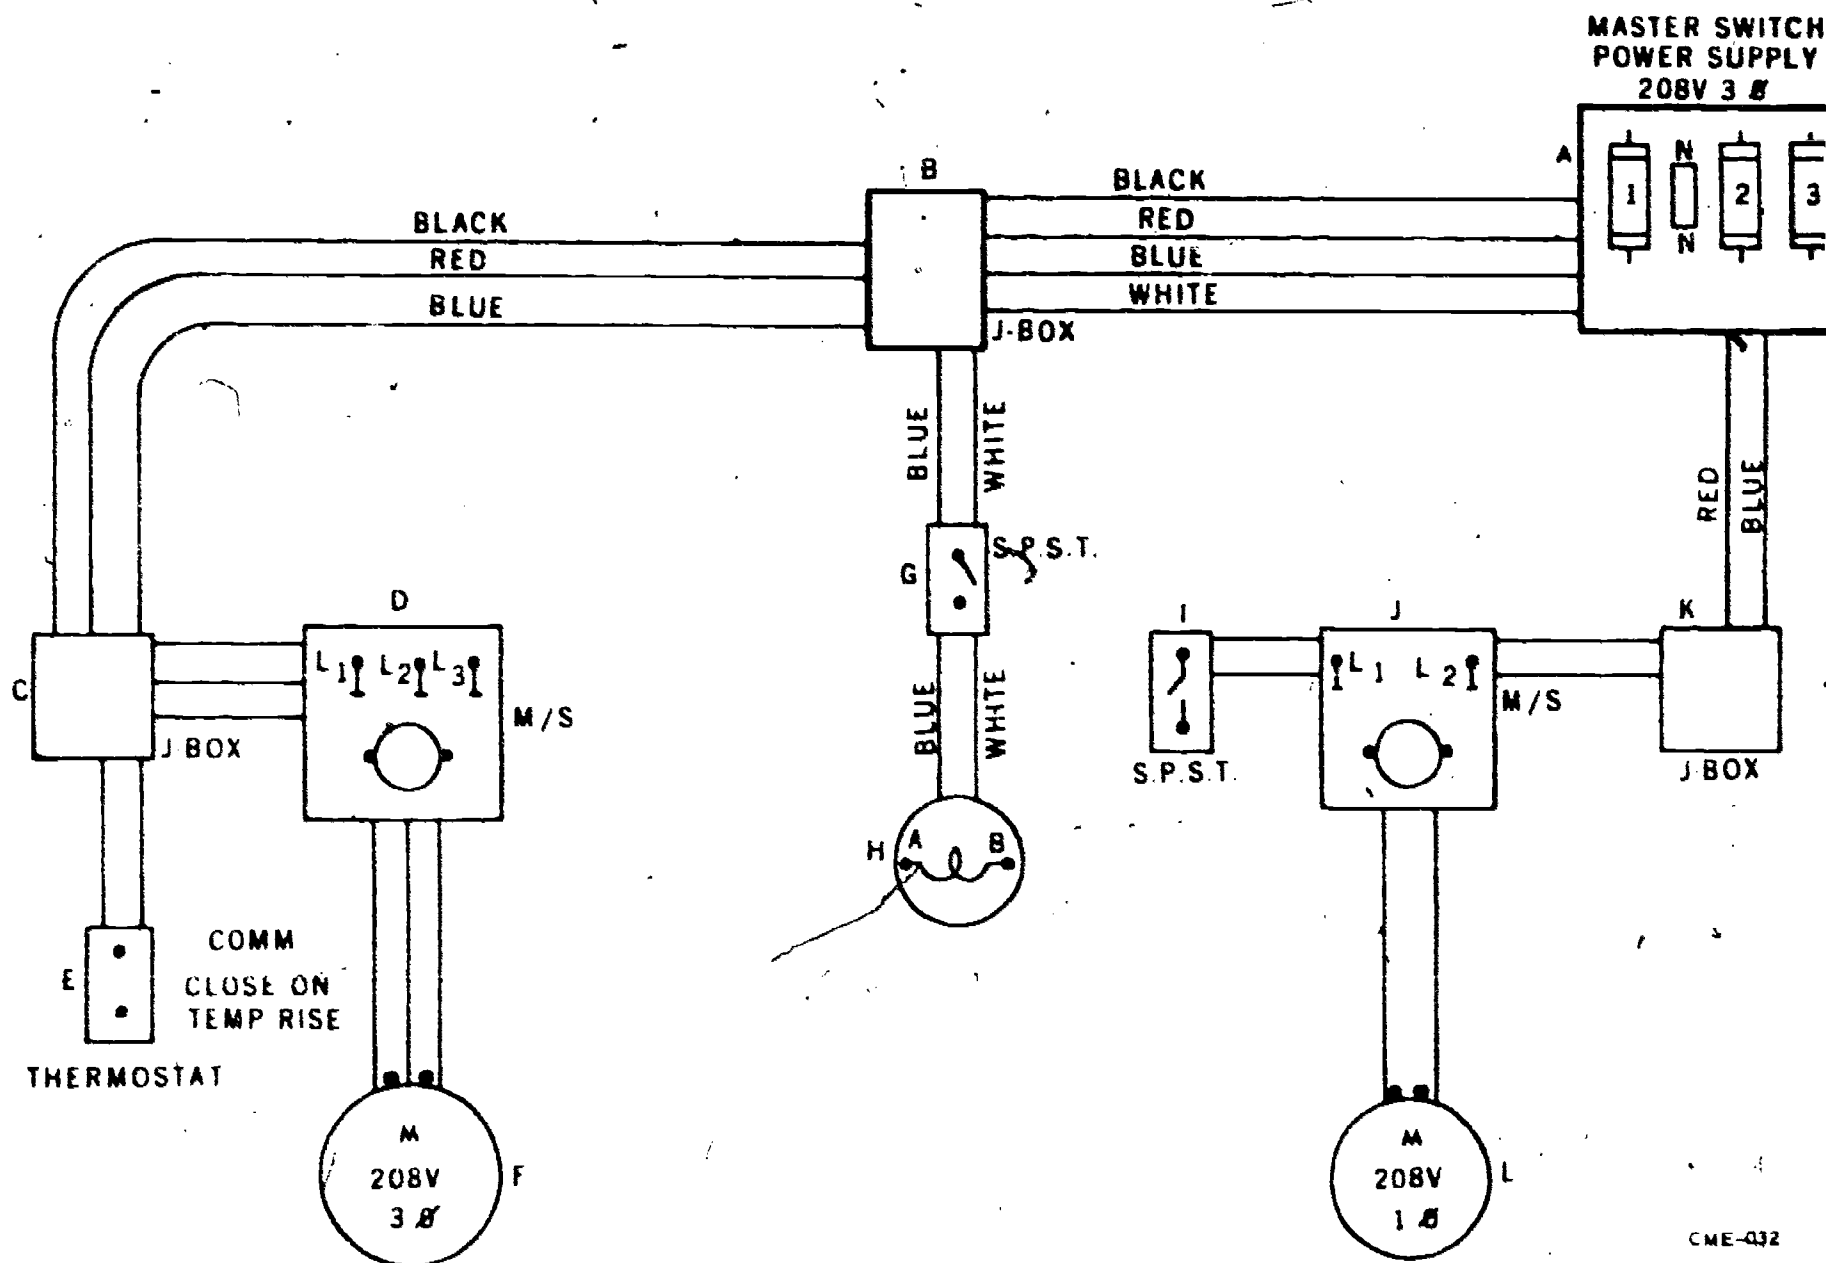 MASTER SWITCH
POWER SUPPLY
208V 3 Ø
A
1
N
N
2
3
B
BLACK
RED
BLUE
WHITE
J-BOX
BLACK
RED
BLUE
BLUE
WHITE
G
S.P.S.T.
BLUE
WHITE
H
A
B
RED
BLUE
C
J-BOX
D
L1
L2
L3
M/S
E
COMM
CLOSE ON
TEMP RISE
THERMOSTAT
M
208V
3 Ø
F
I
S.P.S.T.
J
L1
L2
M/S
K
J-BOX
M
208V
1 Ø
L
CME-032